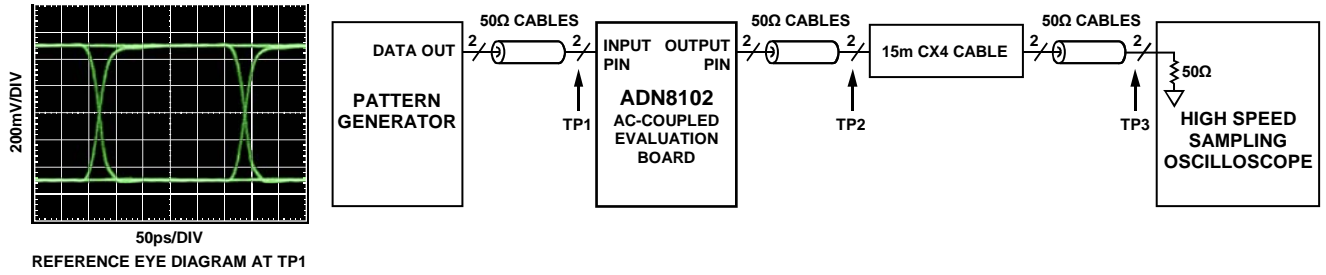 200mV/DIV
50ps/DIV
REFERENCE EYE DIAGRAM AT TP1
DATA OUT
PATTERN
GENERATOR
50Ω CABLES
2
2
TP1
INPUT
PIN
OUTPUT
PIN
ADN8102
AC-COUPLED
EVALUATION
BOARD
50Ω CABLES
2
2
TP2
15m CX4 CABLE
50Ω CABLES
2
2
TP3
50Ω
HIGH SPEED
SAMPLING
OSCILLOSCOPE